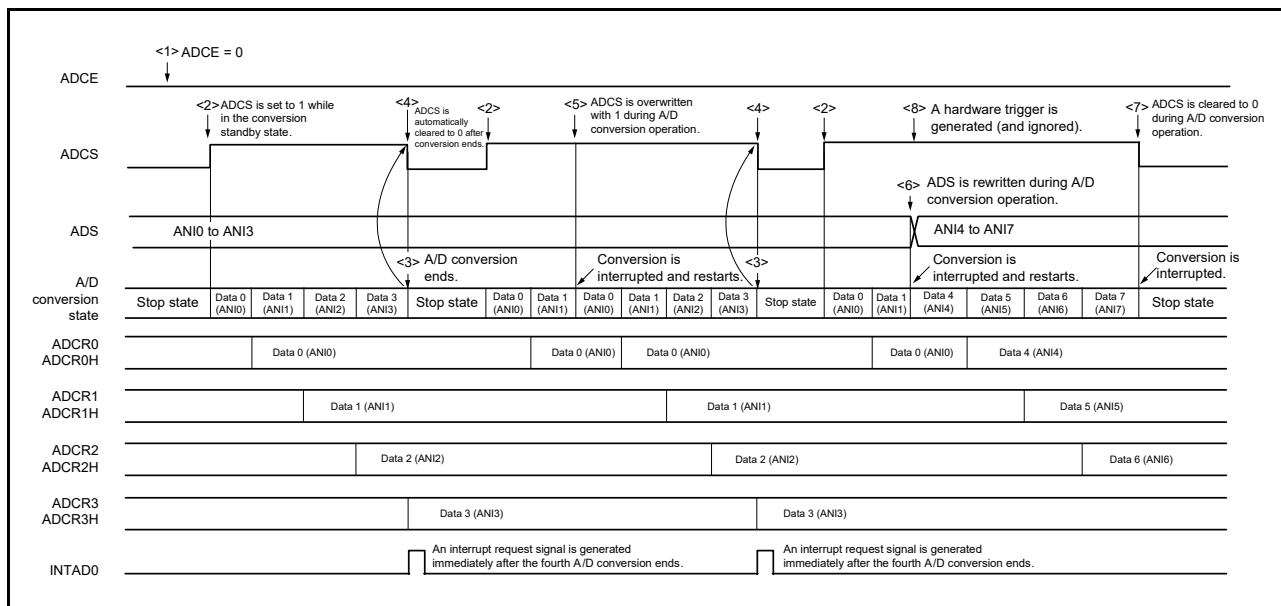 <1> ADCE = 0
ADCE
<2> ADCS is set to 1 while
in the conversion
standby state.
<4>
ADCS is
automatically
cleared to 0 after
conversion ends.
<2>
<5> ADCS is overwritten
with 1 during A/D
conversion operation.
<4>
<2>
<8> A hardware trigger is
generated (and ignored).
<7> ADCS is cleared to 0
during A/D conversion
operation.
ADCS
<6> ADS is rewritten during A/D
conversion operation.
ADS
ANI0 to ANI3
ANI4 to ANI7
<3> A/D conversion
ends.
Conversion is
interrupted and restarts.
<3>
Conversion is
interrupted and restarts.
Conversion is
interrupted.
A/D
conversion
state
Stop state
Data 0
(ANI0)
Data 1
(ANI1)
Data 2
(ANI2)
Data 3
(ANI3)
Stop state
Data 0
(ANI0)
Data 1
(ANI1)
Data 0
(ANI0)
Data 1
(ANI1)
Data 2
(ANI2)
Data 3
(ANI3)
Stop state
Data 0
(ANI0)
Data 1
(ANI1)
Data 4
(ANI4)
Data 5
(ANI5)
Data 6
(ANI6)
Data 7
(ANI7)
Stop state
ADCR0
ADCR0H
Data 0 (ANI0)
Data 0 (ANI0)
Data 0 (ANI0)
Data 0 (ANI0)
Data 4 (ANI4)
ADCR1
ADCR1H
Data 1 (ANI1)
Data 1 (ANI1)
Data 5 (ANI5)
ADCR2
ADCR2H
Data 2 (ANI2)
Data 2 (ANI2)
Data 6 (ANI6)
ADCR3
ADCR3H
Data 3 (ANI3)
Data 3 (ANI3)
INTAD0
An interrupt request signal is generated
immediately after the fourth A/D conversion ends.
An interrupt request signal is generated
immediately after the fourth A/D conversion ends.